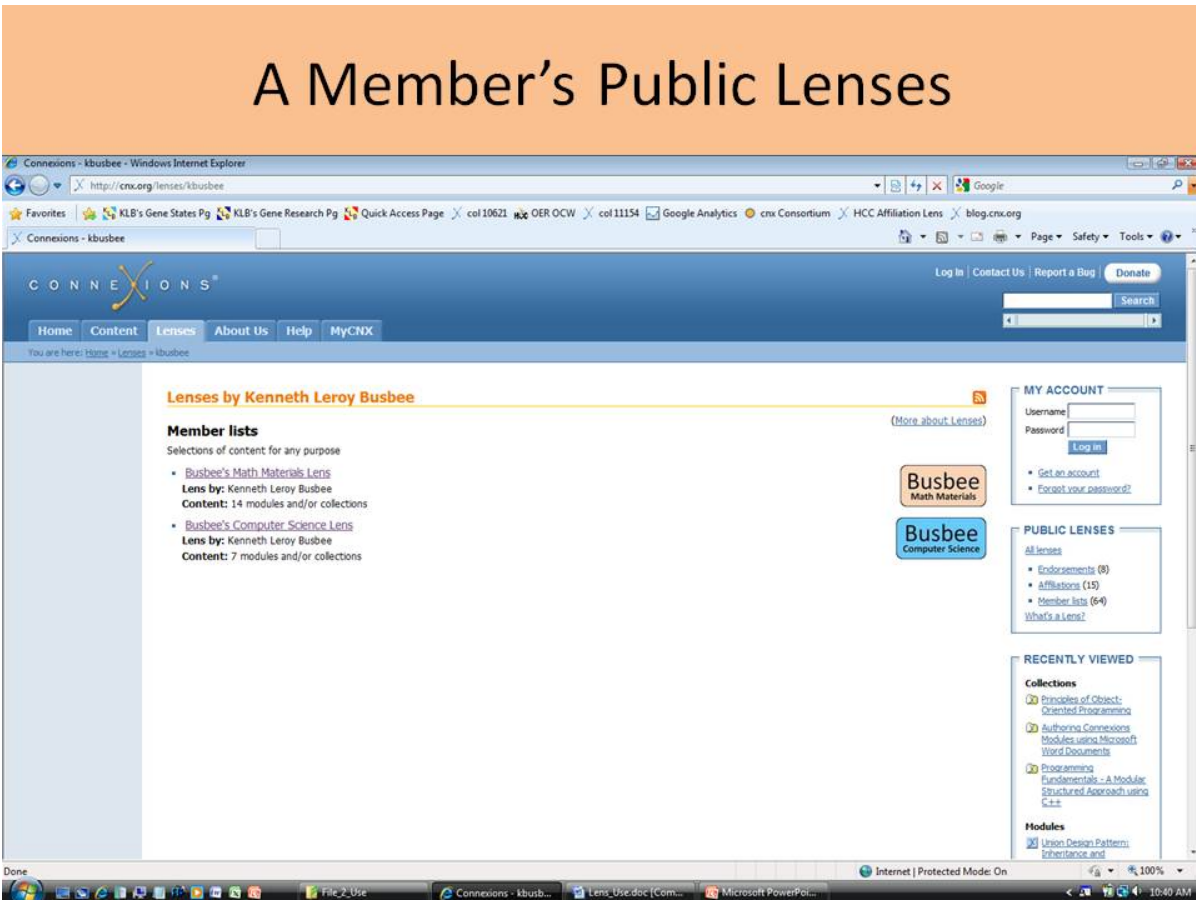 A Member's Public Lenses
Connexions - kbusbee - Windows Internet Explorer
http://cnx.org/lenses/kbusbee
Google
Favorites KLB's Gene States Pg KLB's Gene Research Pg Quick Access Page col 10621 OER OCW col 11154 Google Analytics cnx Consortium HCC Affiliation Lens blog.cnx.org
Connexions - kbusbee
Page Safety Tools
CONNEXIONS
Log In | Contact Us | Report a Bug | Donate
Search
Home Content Lenses About Us Help MyCNX
You are here: Home » Lenses » kbusbee
Lenses by Kenneth Leroy Busbee
(More about Lenses)
Member lists
Selections of content for any purpose
Busbee's Math Materials Lens
Lens by: Kenneth Leroy Busbee
Content: 14 modules and/or collections
Busbee
Math Materials
Busbee's Computer Science Lens
Lens by: Kenneth Leroy Busbee
Content: 7 modules and/or collections
Busbee
Computer Science
MY ACCOUNT
Username
Password
Log in
Get an account
Forgot your password?
PUBLIC LENSES
All lenses
Endorsements (8)
Affiliations (15)
Member lists (64)
What's a Lens?
RECENTLY VIEWED
Collections
Principles of Object-
Oriented Programming
Authoring Connexions
Modules using Microsoft
Word Documents
Programming
Fundamentals - A Modular
Structured Approach using
C++
Modules
Union Design Pattern:
Inheritance and
Done
Internet | Protected Mode: On
100%
File_2_Use
Connexions - kbusb...
Lens_Use.doc [Com...
Microsoft PowerPoi...
10:40 AM